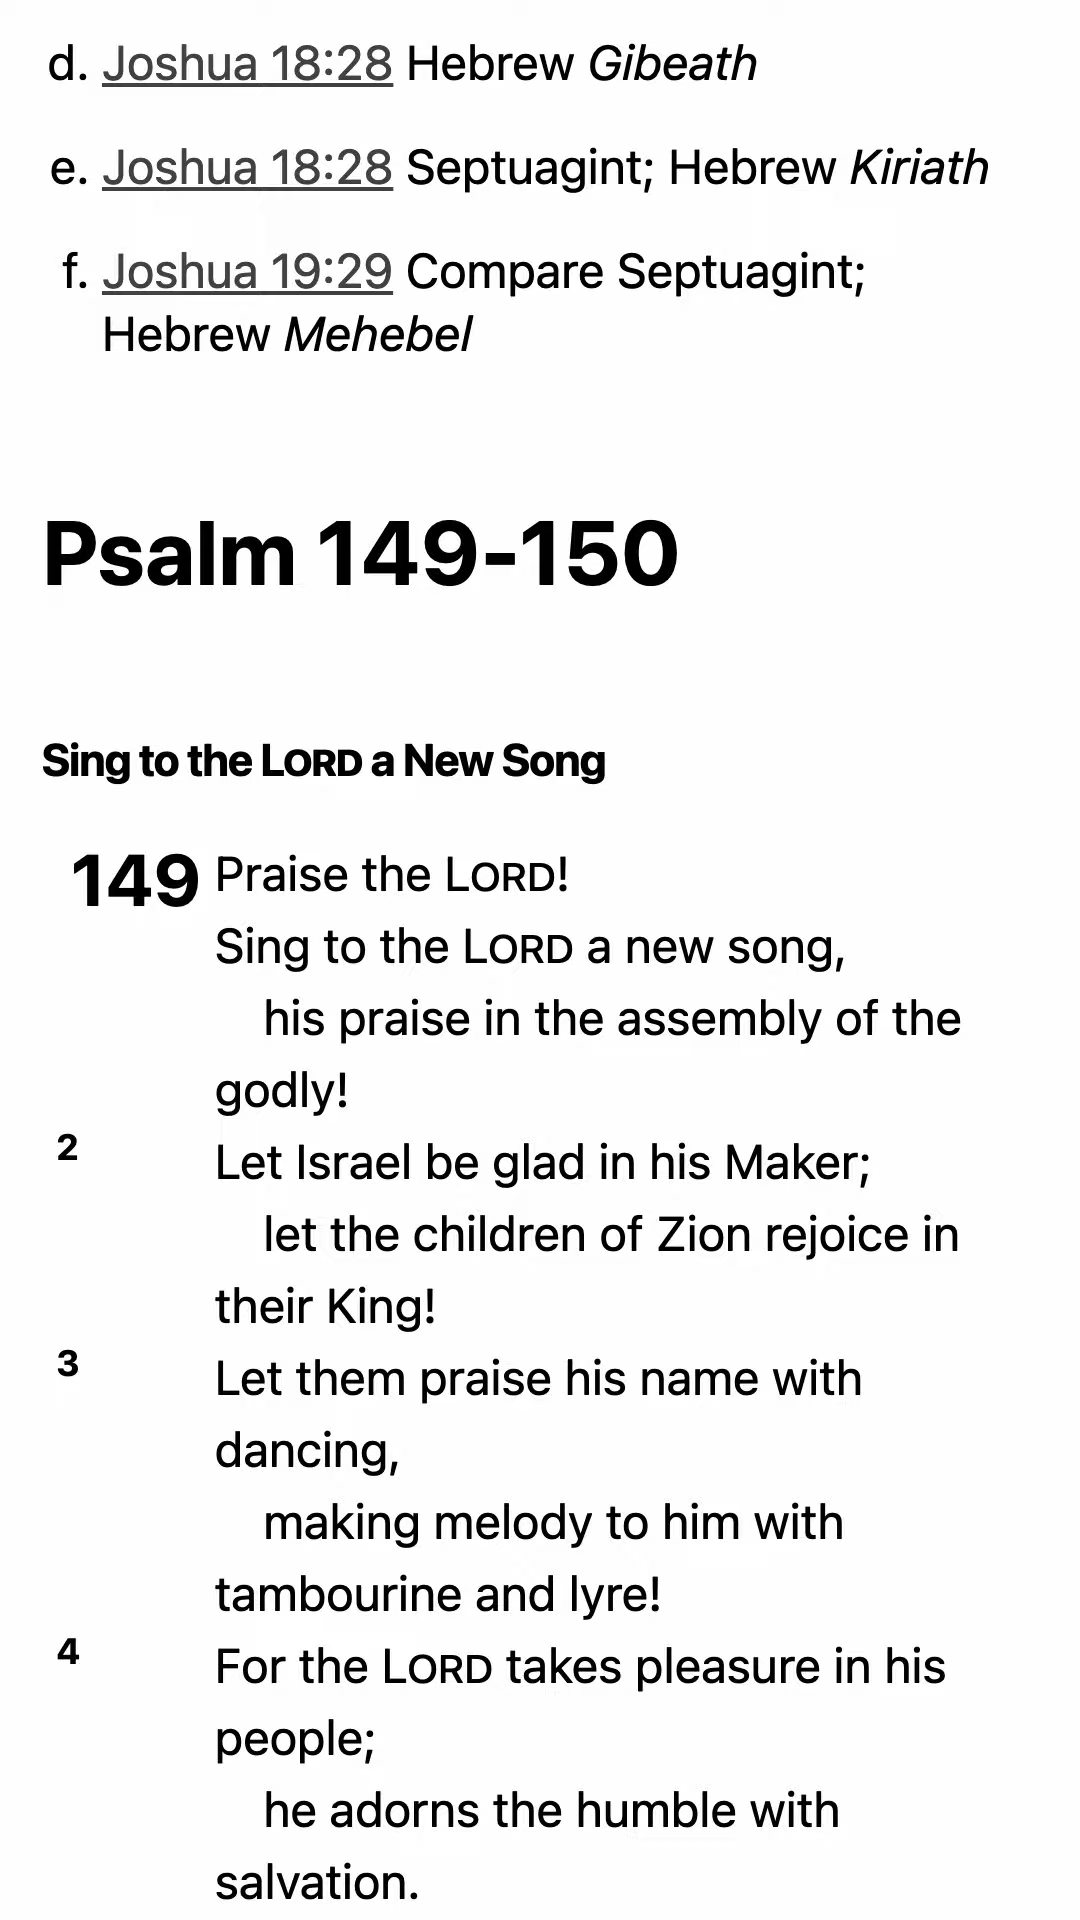 d. Joshua 18:28 Hebrew Gibeath
e. Joshua 18:28 Septuagint; Hebrew Kiriath
f. Joshua 19:29 Compare Septuagint;
Hebrew Mehebel
Psalm 149-150
Sing to the LORD a New Song
149 Praise the LORD!
Sing to the LORD a new song,
his praise in the assembly of the
godly!
2 Let Israel be glad in his Maker;
let the children of Zion rejoice in
their King!
3 Let them praise his name with
dancing,
making melody to him with
tambourine and lyre!
4 For the LORD takes pleasure in his
people;
he adorns the humble with
salvation.